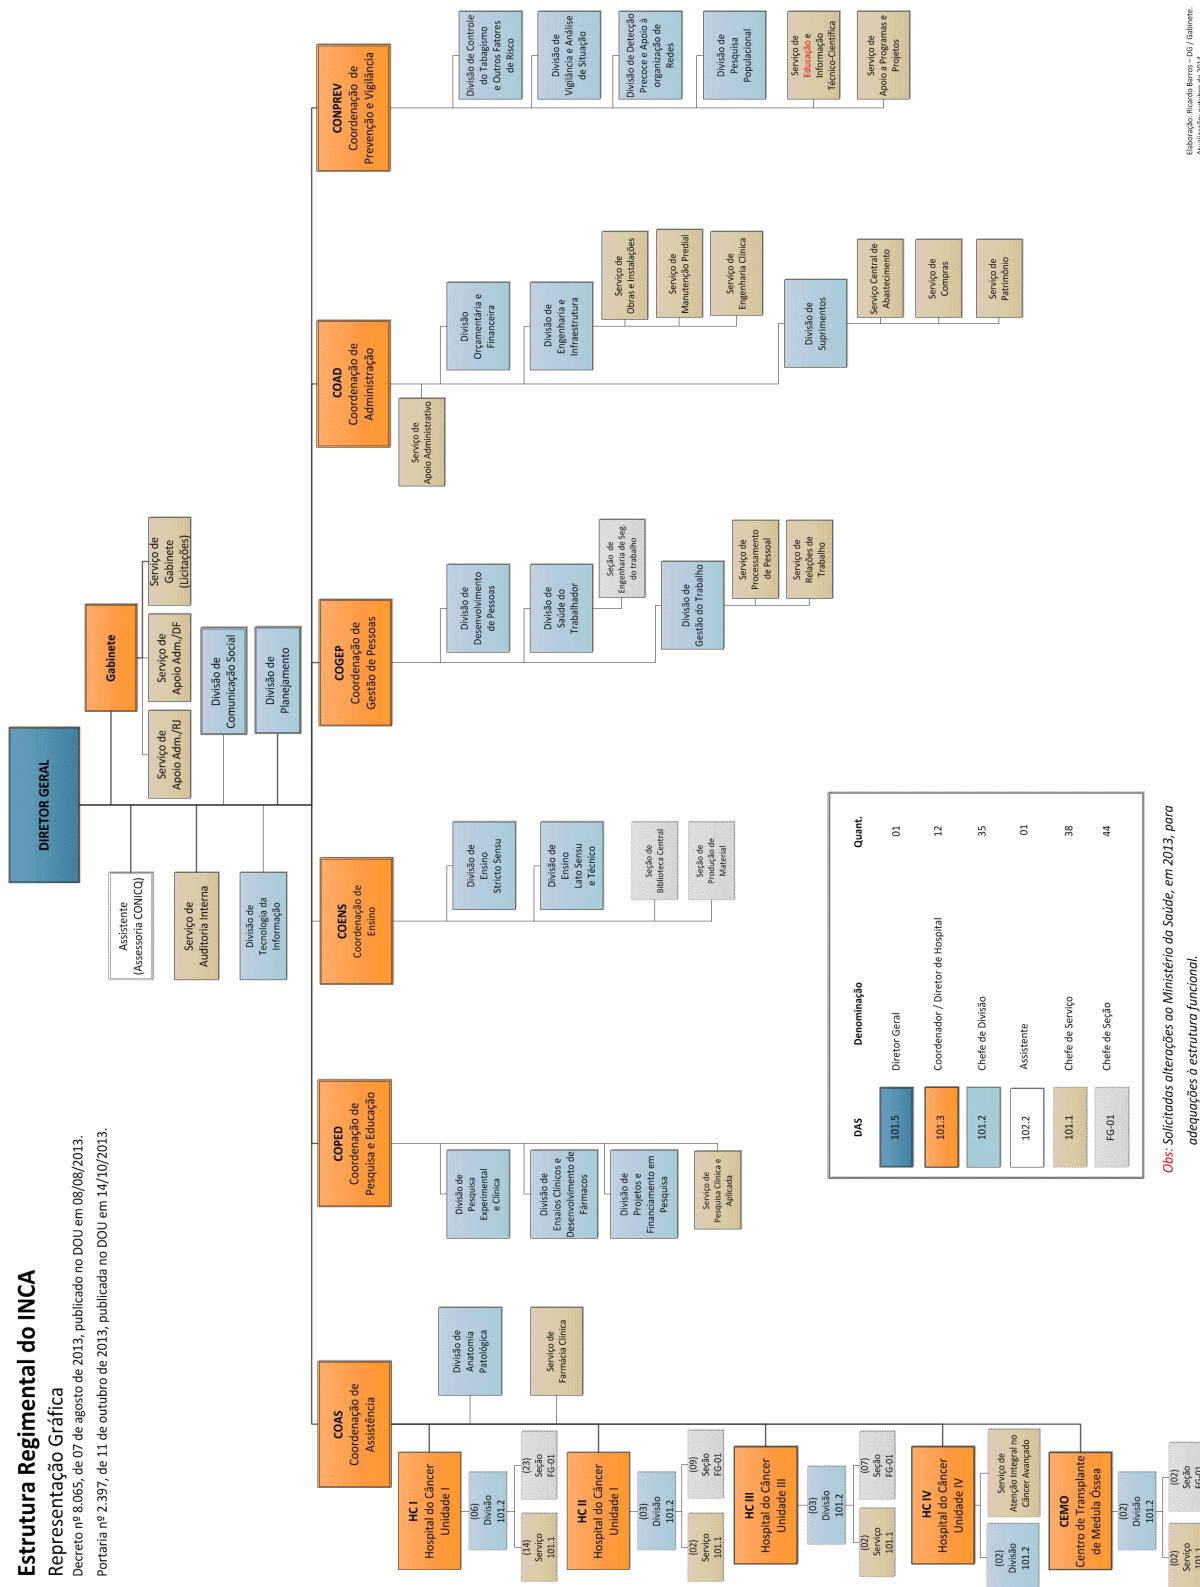 Estrutura Regimental do INCA
Representação Gráfica
Decreto nº 8.065, de 07 de agosto de 2013, publicado no DOU em 08/08/2013.
Portaria nº 2.397, de 11 de outubro de 2013, publicada no DOU em 14/10/2013.
DIRETOR GERAL
Gabinete
Serviço de
Apoio Adm./RJ
Serviço de
Apoio Adm./DF
Serviço de
Gabinete
(Licitações)
Assistente
(Assessoria CONICQ)
Serviço de
Auditoria Interna
Divisão de
Comunicação Social
Divisão de
Tecnologia da
Informação
Divisão de
Planejamento
COAS
Coordenação de
Assistência
Divisão de
Anatomia
Patológica
Serviço de
Farmácia Clínica
HC I
Hospital do Câncer
Unidade I
(06)
Divisão
101.2
(14)
Serviço
101.1
(23)
Seção
FG-01
HC II
Hospital do Câncer
Unidade I
(03)
Divisão
101.2
(02)
Serviço
101.1
(09)
Seção
FG-01
HC III
Hospital do Câncer
Unidade III
(03)
Divisão
101.2
(02)
Serviço
101.1
(07)
Seção
FG-01
HC IV
Hospital do Câncer
Unidade IV
(02)
Divisão
101.2
Serviço de
Atenção Integral no
Câncer Avançado
CEMO
Centro de Transplante
de Medula Óssea
(02)
Divisão
101.2
(02)
Serviço
101.1
(02)
Seção
FG-01
COPED
Coordenação de
Pesquisa e Educação
Divisão de
Pesquisa
Experimental
e Clínica
Divisão de
Ensaios Clínicos e
Desenvolvimento de
Fármacos
Divisão de
Projetos e
Financiamento em
Pesquisa
Serviço de
Pesquisa Clínica e
Aplicada
COENS
Coordenação de
Ensino
Divisão de
Ensino
Stricto Sensu
Divisão de
Ensino
Lato Sensu
e Técnico
Seção de
Biblioteca Central
Seção de
Produção de
Material
COGEP
Coordenação de
Gestão de Pessoas
Divisão de
Desenvolvimento
de Pessoas
Divisão de
Saúde do
Trabalhador
Seção de
Engenharia de Seg.
do trabalho
Divisão de
Gestão do Trabalho
Serviço de
Processamento
de Pessoal
Serviço de
Relações de
Trabalho
COAD
Coordenação de
Administração
Serviço de
Apoio Administrativo
Divisão
Orçamentária e
Financeira
Divisão de
Engenharia e
Infraestrutura
Serviço de
Obras e Instalações
Serviço de
Manutenção Predial
Serviço de
Engenharia Clínica
Divisão de
Suprimentos
Serviço Central de
Abastecimento
Serviço de
Compras
Serviço de
Patrimônio
CONPREV
Coordenação de
Prevenção e Vigilância
Divisão de Controle
do Tabagismo
e Outros Fatores
de Risco
Divisão de
Vigilância e Análise
de Situação
Divisão de Detecção
Precoce e Apoio à
organização de
Redes
Divisão de
Pesquisa
Populacional
Serviço de
Educação e
Informação
Técnico-Científica
Serviço de
Apoio a Programas e
Projetos
DAS Denominação Quant.
101.5 Diretor Geral 01
101.3 Coordenador / Diretor de Hospital 12
101.2 Chefe de Divisão 35
102.2 Assistente 01
101.1 Chefe de Serviço 38
FG-01 Chefe de Seção 44
Obs: Solicitadas alterações ao Ministério da Saúde, em 2013, para
adequações à estrutura funcional.
Elaboração: Ricardo Barros – DG / Gabinete.